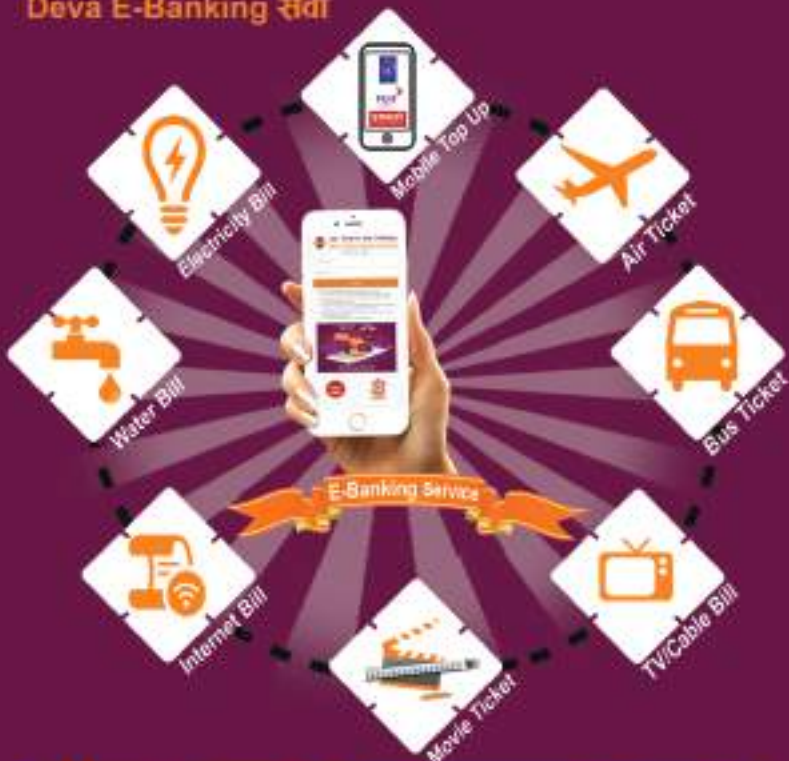 Deva E-Banking सेवा
Mobile Top Up
Electricity Bill
Air Ticket
Water Bill
Bus Ticket
E-Banking Service
Internet Bill
TV/Cable Bill
Movie Ticket